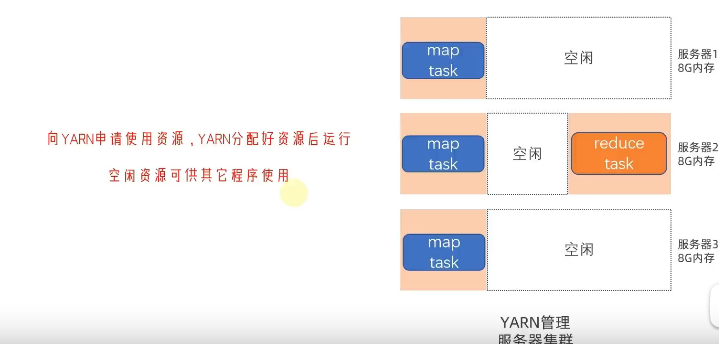 向YARN申请使用资源，YARN分配好资源后运行
空闲资源可供其它程序使用
map
task
空闲
服务器1
8G内存
map
task
空闲
reduce
task
服务器2
8G内存
map
task
空闲
服务器3
8G内存
YARN管理
服务器集群